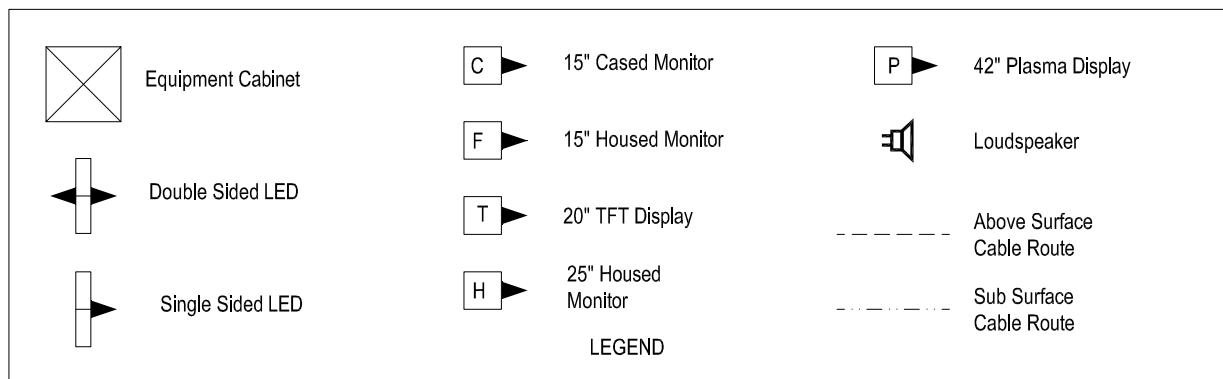 Equipment Cabinet
Double Sided LED
Single Sided LED
C
15" Cased Monitor
F
15" Housed Monitor
T
20" TFT Display
H
25" Housed
Monitor
LEGEND
P
42" Plasma Display
Loudspeaker
Above Surface
Cable Route
Sub Surface
Cable Route